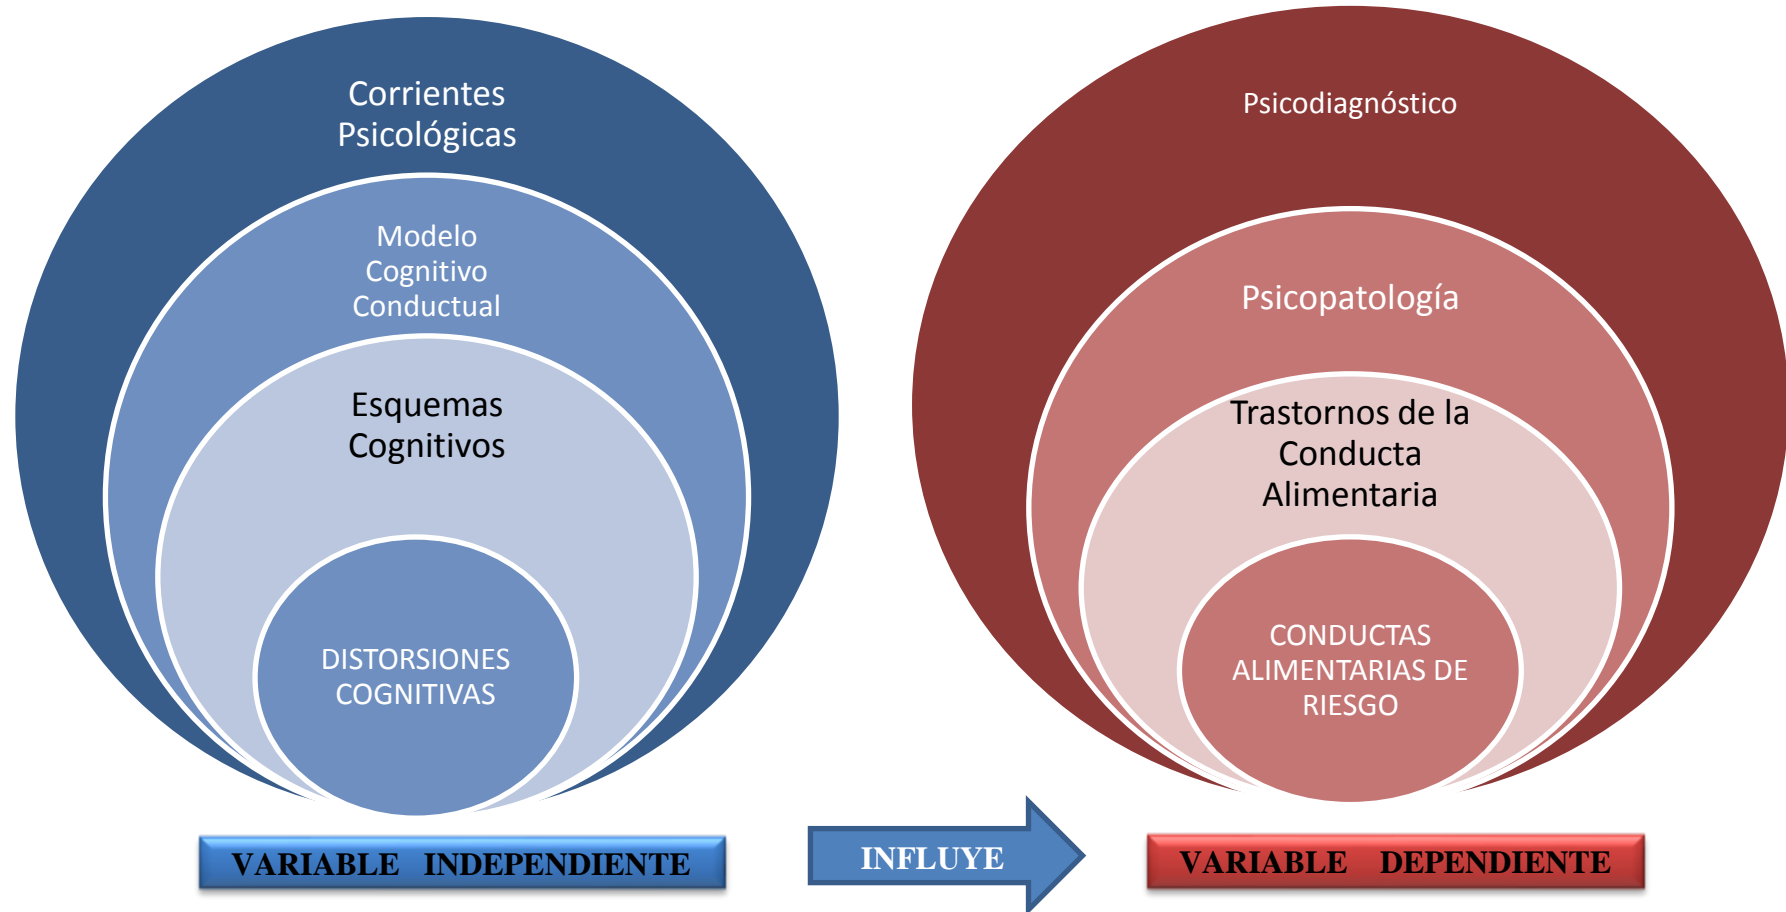 Corrientes
Psicológicas
Modelo
Cognitivo
Conductual
Esquemas
Cognitivos
DISTORSIONES
COGNITIVAS
VARIABLE INDEPENDIENTE
INFLUYE
Psicodiagnóstico
Psicopatología
Trastornos de la
Conducta
Alimentaria
CONDUCTAS
ALIMENTARIAS DE
RIESGO
VARIABLE DEPENDIENTE